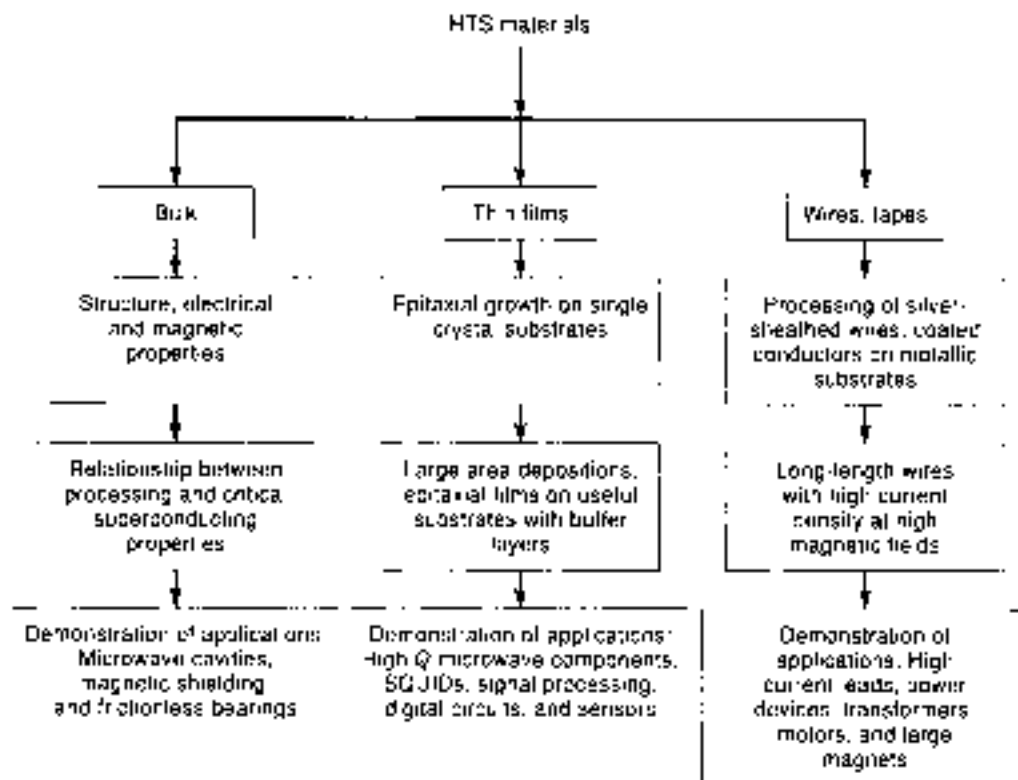 HTS materials
Bulk
Thin films
Wires, tapes
Structure, electrical
and magnetic
properties
Epitaxial growth on single
crystal substrates
Processing of silver-
sheathed wires, coated
conductors on metallic
substrates
Relationship between
processing and critical
superconducting
properties
Large area depositions,
epitaxial films on useful
substrates with buffer
layers
Long-length wires
with high current
density at high
magnetic fields
Demonstration of applications
Microwave cavities,
magnetic shielding
and frictionless bearings
Demonstration of applications:
High Q microwave components,
SQUIDs, signal processing,
digital circuits, and sensors
Demonstration of
applications. High
current leads, power
devices, transformers
motors, and large
magnets